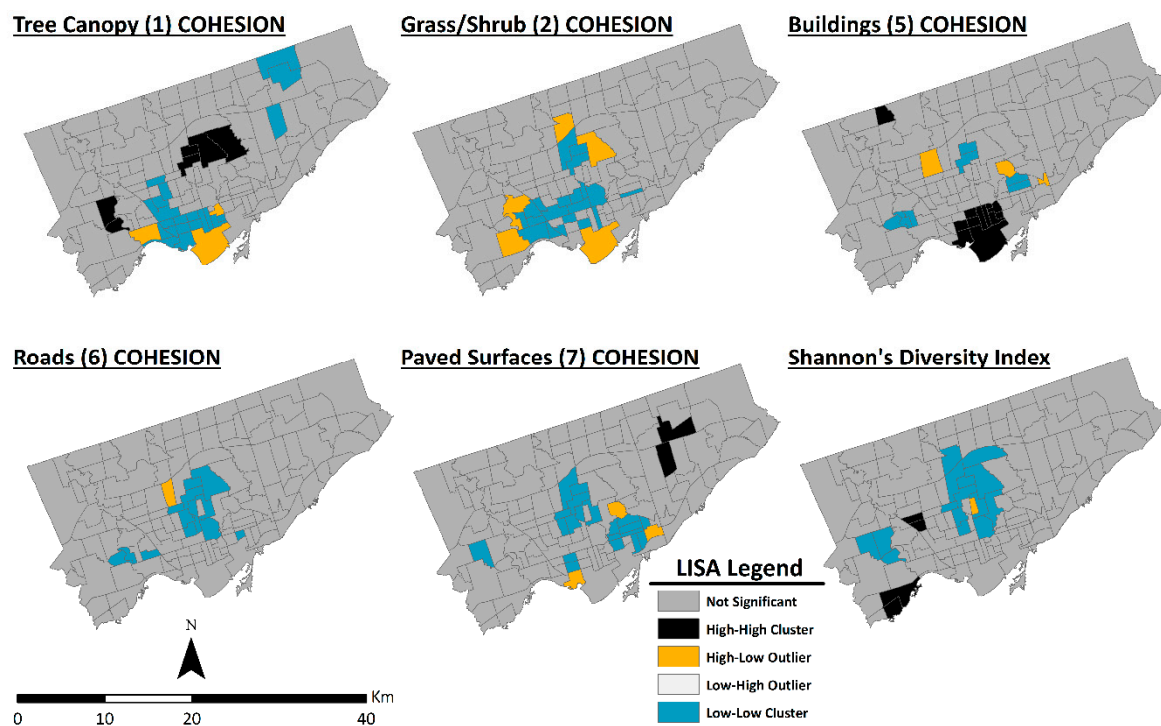 Tree Canopy (1) COHESION
Grass/Shrub (2) COHESION
Buildings (5) COHESION
Roads (6) COHESION
Paved Surfaces (7) COHESION
Shannon's Diversity Index
LISA Legend
Not Significant
High-High Cluster
High-Low Outlier
Low-High Outlier
Low-Low Cluster
N
Km
0 10 20 40